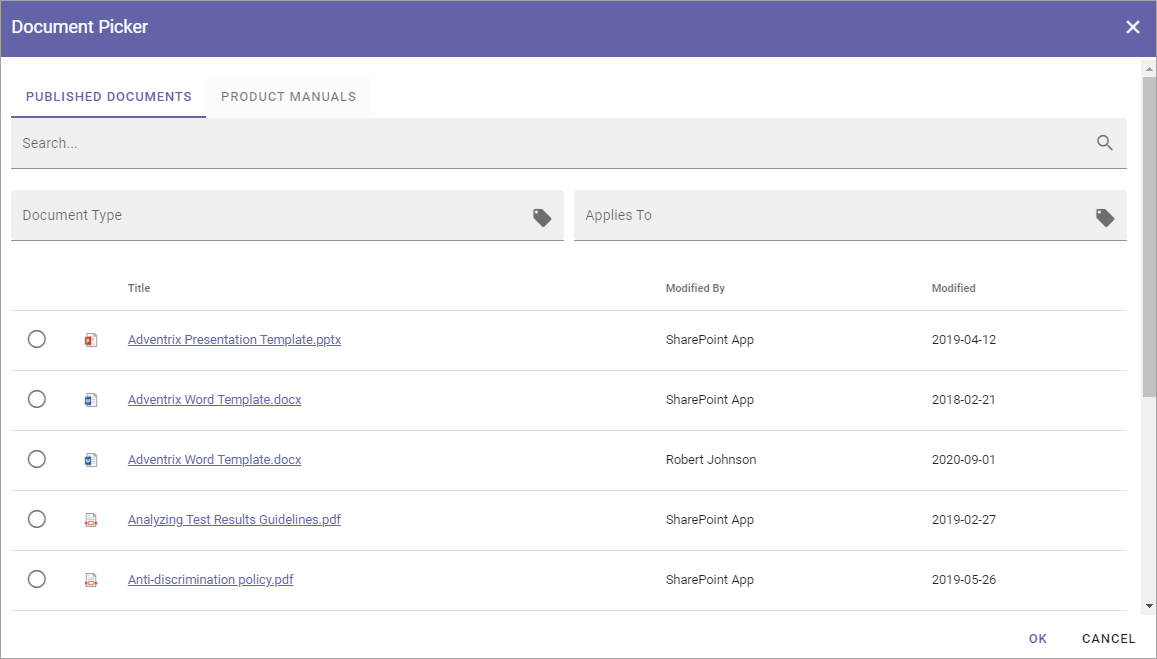 Document Picker
PUBLISHED DOCUMENTS PRODUCT MANUALS
Search...
Document Type Applies To
Title Modified By Modified
Adventrix Presentation Template.pptx SharePoint App 2019-04-12
Adventrix Word Template.docx SharePoint App 2018-02-21
Adventrix Word Template.docx Robert Johnson 2020-09-01
Analyzing Test Results Guidelines.pdf SharePoint App 2019-02-27
Anti-discrimination policy.pdf SharePoint App 2019-05-26
OK CANCEL